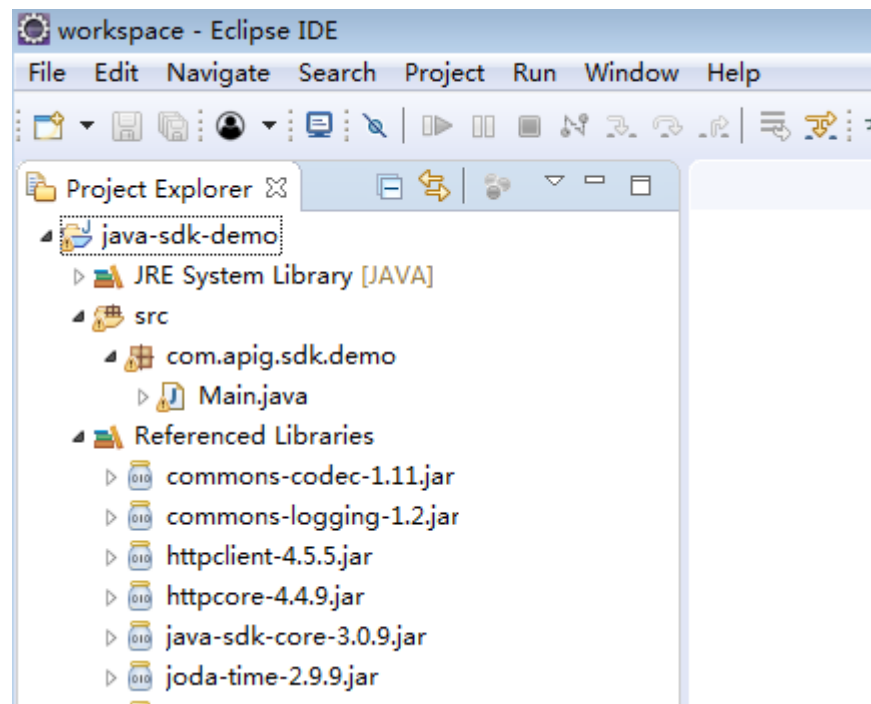 workspace - Eclipse IDE
File Edit Navigate Search Project Run Window Help
Project Explorer
java-sdk-demo
JRE System Library [JAVA]
src
com.apig.sdk.demo
Main.java
Referenced Libraries
commons-codec-1.11.jar
commons-logging-1.2.jar
httpclient-4.5.5.jar
httpcore-4.4.9.jar
java-sdk-core-3.0.9.jar
joda-time-2.9.9.jar